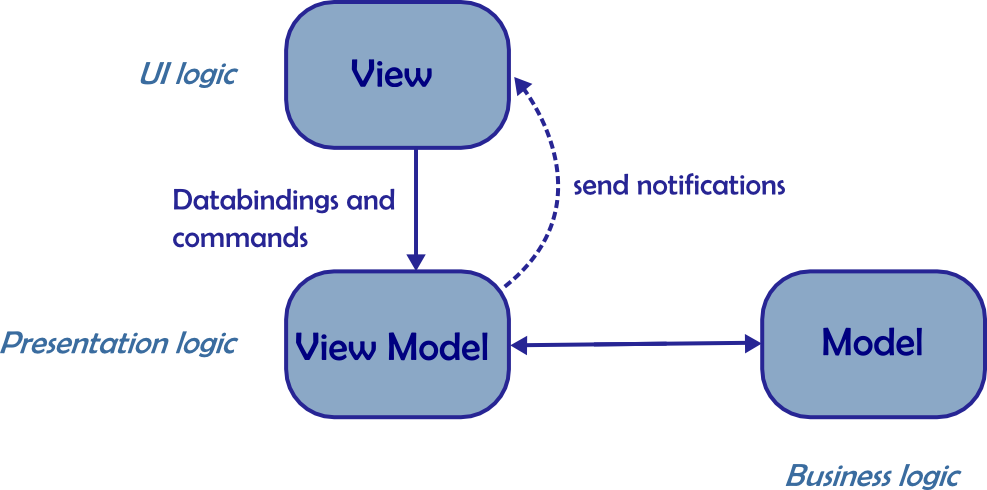 View
UI logic
Databindings and
commands
send notifications
View Model
Presentation logic
Model
Business logic